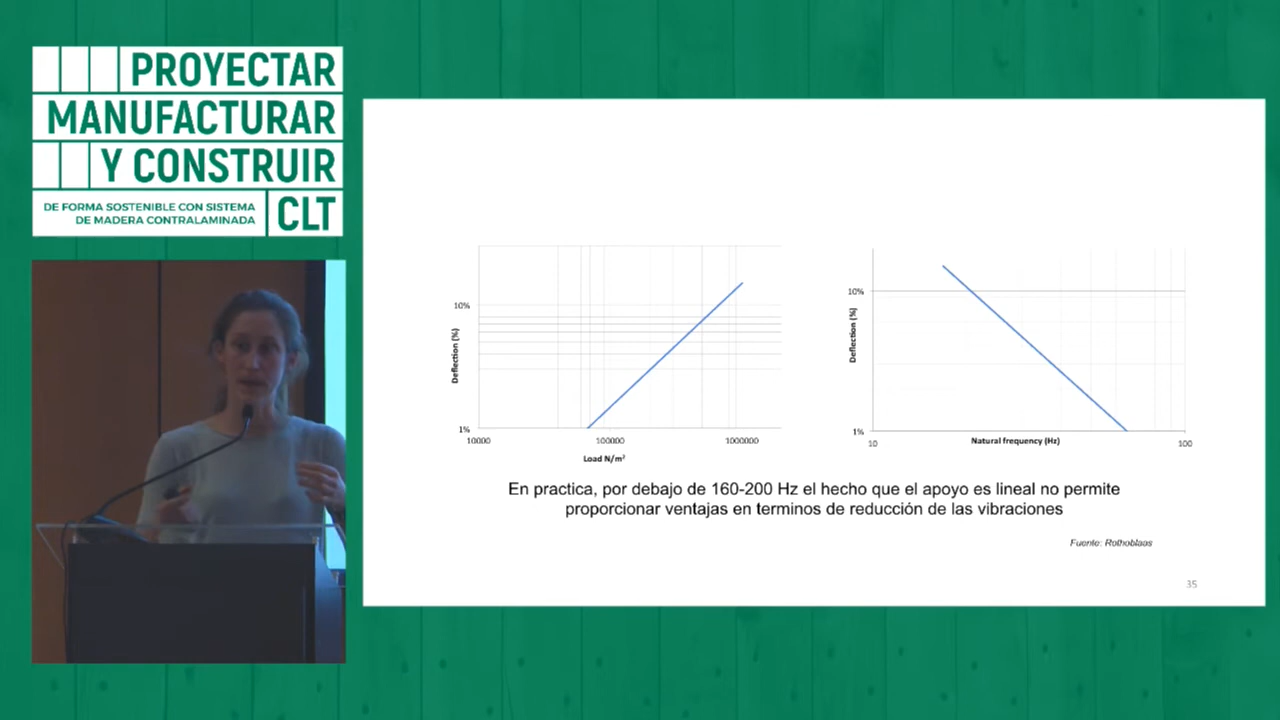 PROYECTAR
MANUFACTURAR
Y CONSTRUIR
DE FORMA SOSTENIBLE CON SISTEMA
DE MADERA CONTRALAMINADA
CLT
10%
Deflection (%)
1%
10000
100000
1000000
Load N/m²
10%
Deflection (%)
1%
10
Natural frequency (Hz)
100
En practica, por debajo de 160-200 Hz el hecho que el apoyo es lineal no permite
proporcionar ventajas en terminos de reducción de las vibraciones
Fuente: Rothoblaas
35